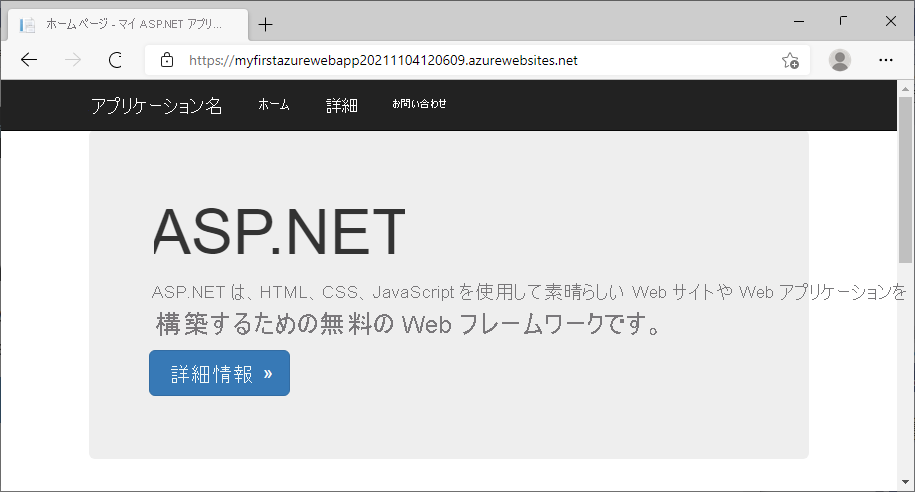 ホームページ - マイ ASP.NET アプリ...
https://myfirstazurewebapp20211104120609.azurewebsites.net
アプリケーション名 ホーム 詳細 お問い合わせ
ASP.NET
ASP.NET は、HTML、CSS、JavaScript を使用して素晴らしい Web サイトや Web アプリケーションを
構築するための無料の Web フレームワークです。
詳細情報 »